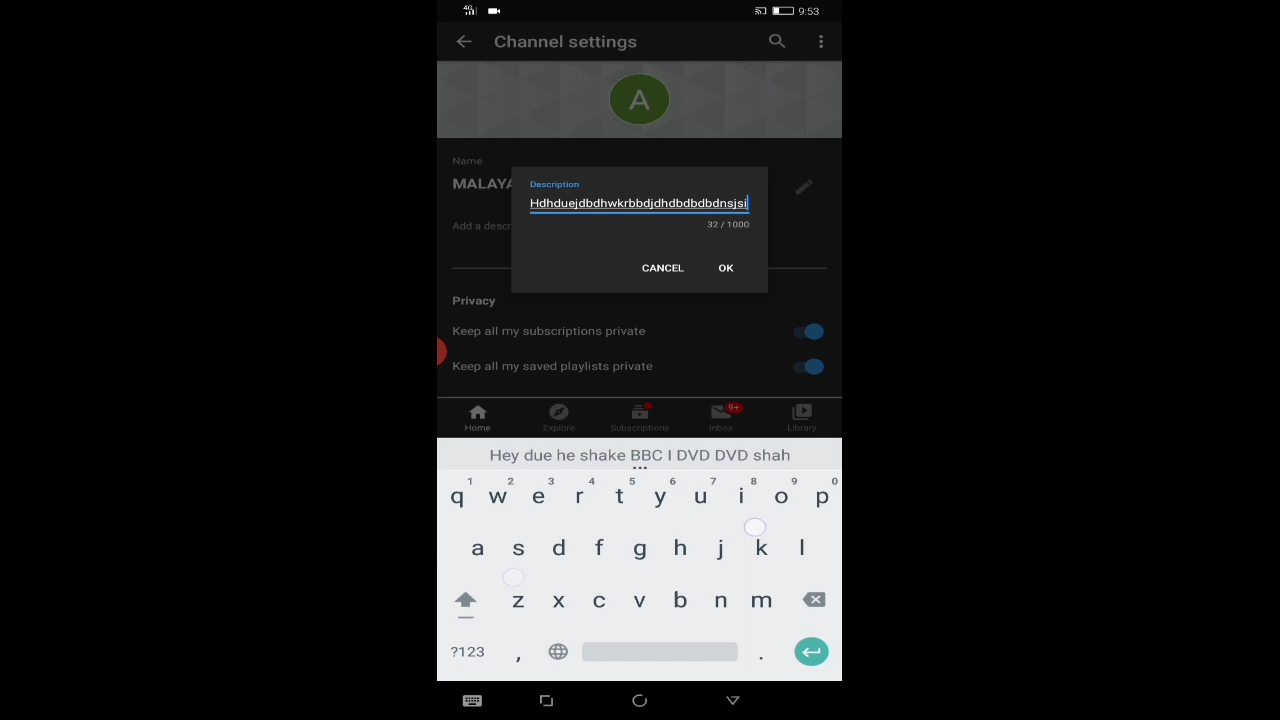 4G 9:53
Channel settings
A
Name
MALAYA
Description
Hdhduejdbdhwkrbbdjdhdbdbdbdnsjsi
32 / 1000
Add a descr
CANCEL OK
Privacy
Keep all my subscriptions private
Keep all my saved playlists private
9+
Home Explore Subscriptions Inbox Library
Hey due he shake BBC I DVD DVD shah
1 2 3 4 5 6 7 8 9 0
q w e r t y u i o p
a s d f g h j k l
z x c v b n m
?123 , .